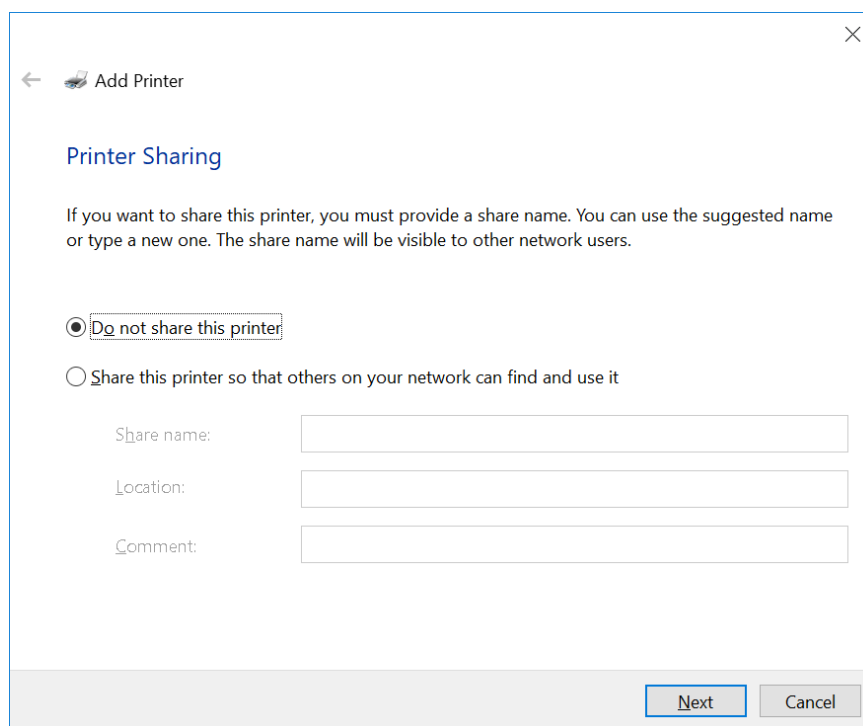 Add Printer
Printer Sharing
If you want to share this printer, you must provide a share name. You can use the suggested name
or type a new one. The share name will be visible to other network users.
Do not share this printer
Share this printer so that others on your network can find and use it
Share name:
Location:
Comment:
Next Cancel